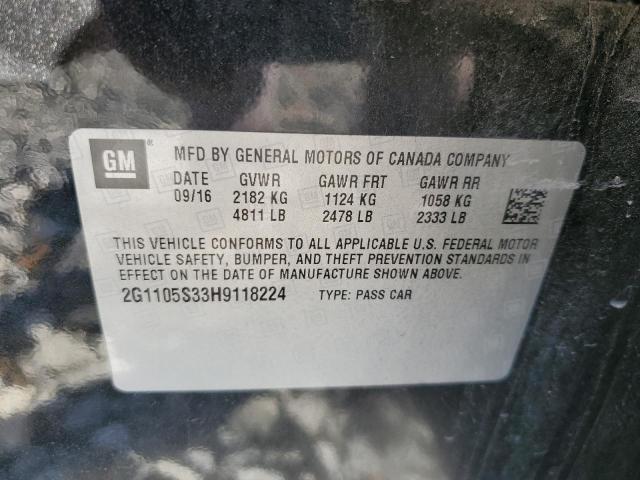 GM ® MFD BY GENERAL MOTORS OF CANADA COMPANY
DATE GVWR GAWR FRT GAWR RR
09/16 2182 KG 1124 KG 1058 KG
4811 LB 2478 LB 2333 LB
THIS VEHICLE CONFORMS TO ALL APPLICABLE U.S. FEDERAL MOTOR
VEHICLE SAFETY, BUMPER, AND THEFT PREVENTION STANDARDS IN
EFFECT ON THE DATE OF MANUFACTURE SHOWN ABOVE.
2G1105S33H9118224 TYPE: PASS CAR